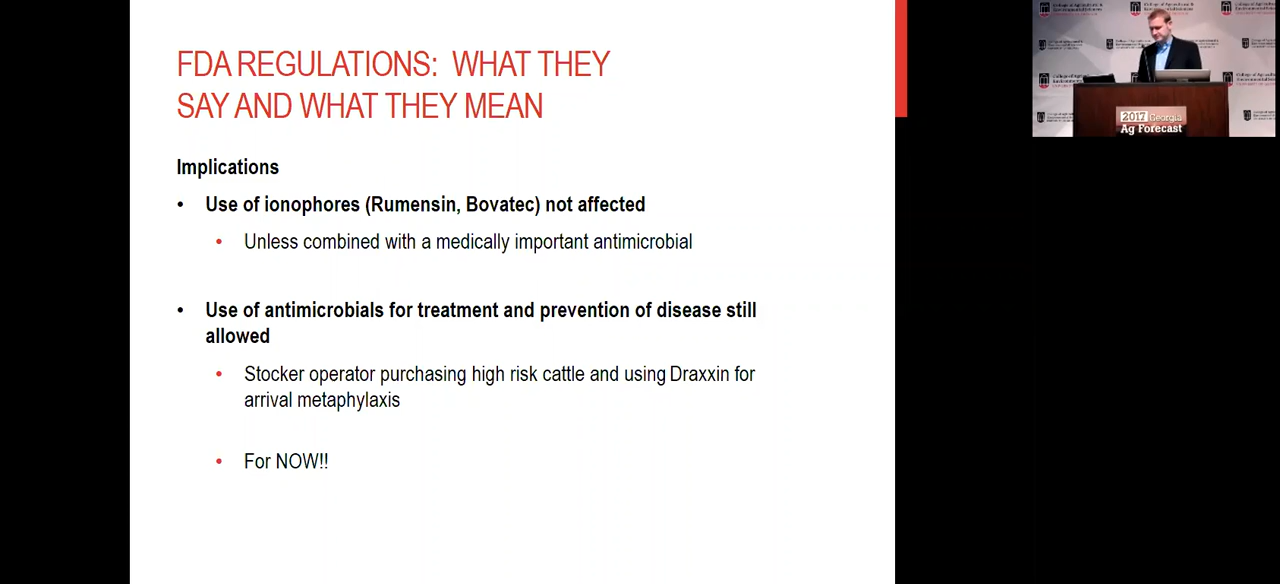 FDA REGULATIONS: WHAT THEY
SAY AND WHAT THEY MEAN
Implications
• Use of ionophores (Rumensin, Bovatec) not affected
• Unless combined with a medically important antimicrobial
• Use of antimicrobials for treatment and prevention of disease still
allowed
• Stocker operator purchasing high risk cattle and using Draxxin for
arrival metaphylaxis
• For NOW!!
2017 Georgia
Ag Forecast